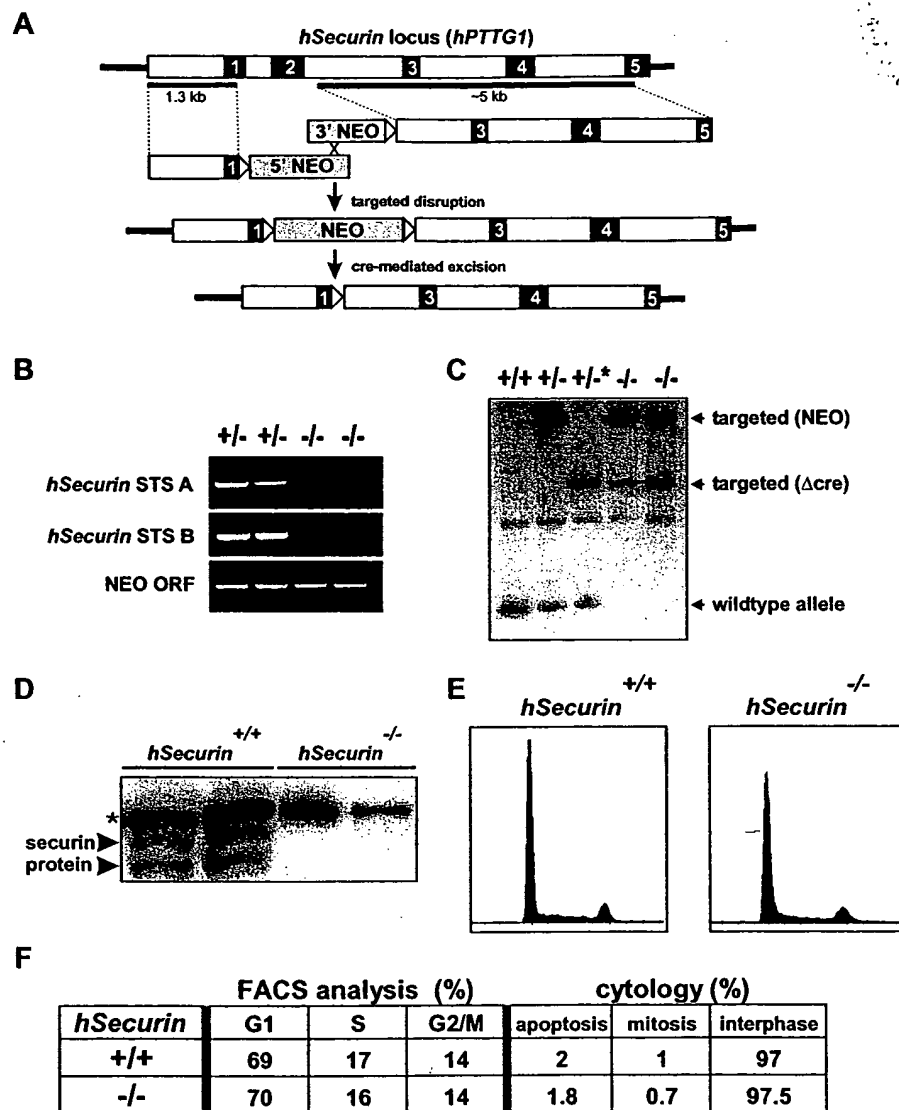 A
hSecurin locus (hPTTG1)
1 2 3 4 5
1.3 kb ~5 kb
3' NEO 3 4 5
1 5' NEO
targeted disruption
1 NEO 3 4 5
cre-mediated excision
1 3 4 5
B
+/- +/- -/- -/-
hSecurin STS A
hSecurin STS B
NEO ORF
C
+/+ +/- +/-* -/- -/-
targeted (NEO)
targeted (Δcre)
wildtype allele
D
hSecurin+/+ hSecurin-/-
*
securin
protein
E
hSecurin+/+ hSecurin-/-
F
FACS analysis (%) cytology (%)
hSecurin G1 S G2/M apoptosis mitosis interphase
+/+ 69 17 14 2 1 97
-/- 70 16 14 1.8 0.7 97.5